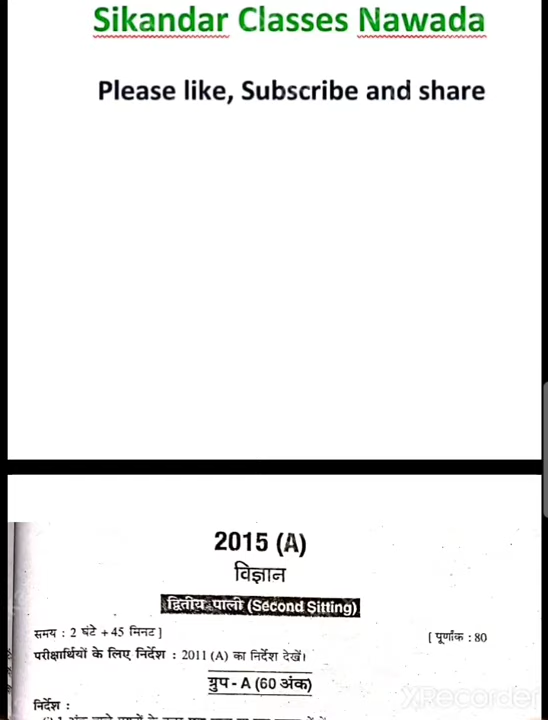 Sikandar Classes Nawada
Please like, Subscribe and share
2015 (A)
विज्ञान
द्वितीय पाली (Second Sitting)
समय : 2 घंटे + 45 मिनट ]
[ पूर्णांक : 80
परीक्षार्थियों के लिए निर्देश : 2011 (A) का निर्देश देखें।
ग्रुप - A (60 अंक)
निर्देश :
XRecorder